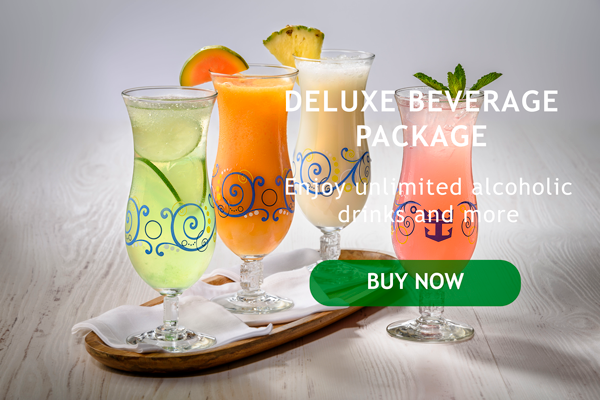 DELUXE BEVERAGE
PACKAGE
Enjoy unlimited alcoholic
drinks and more
BUY NOW